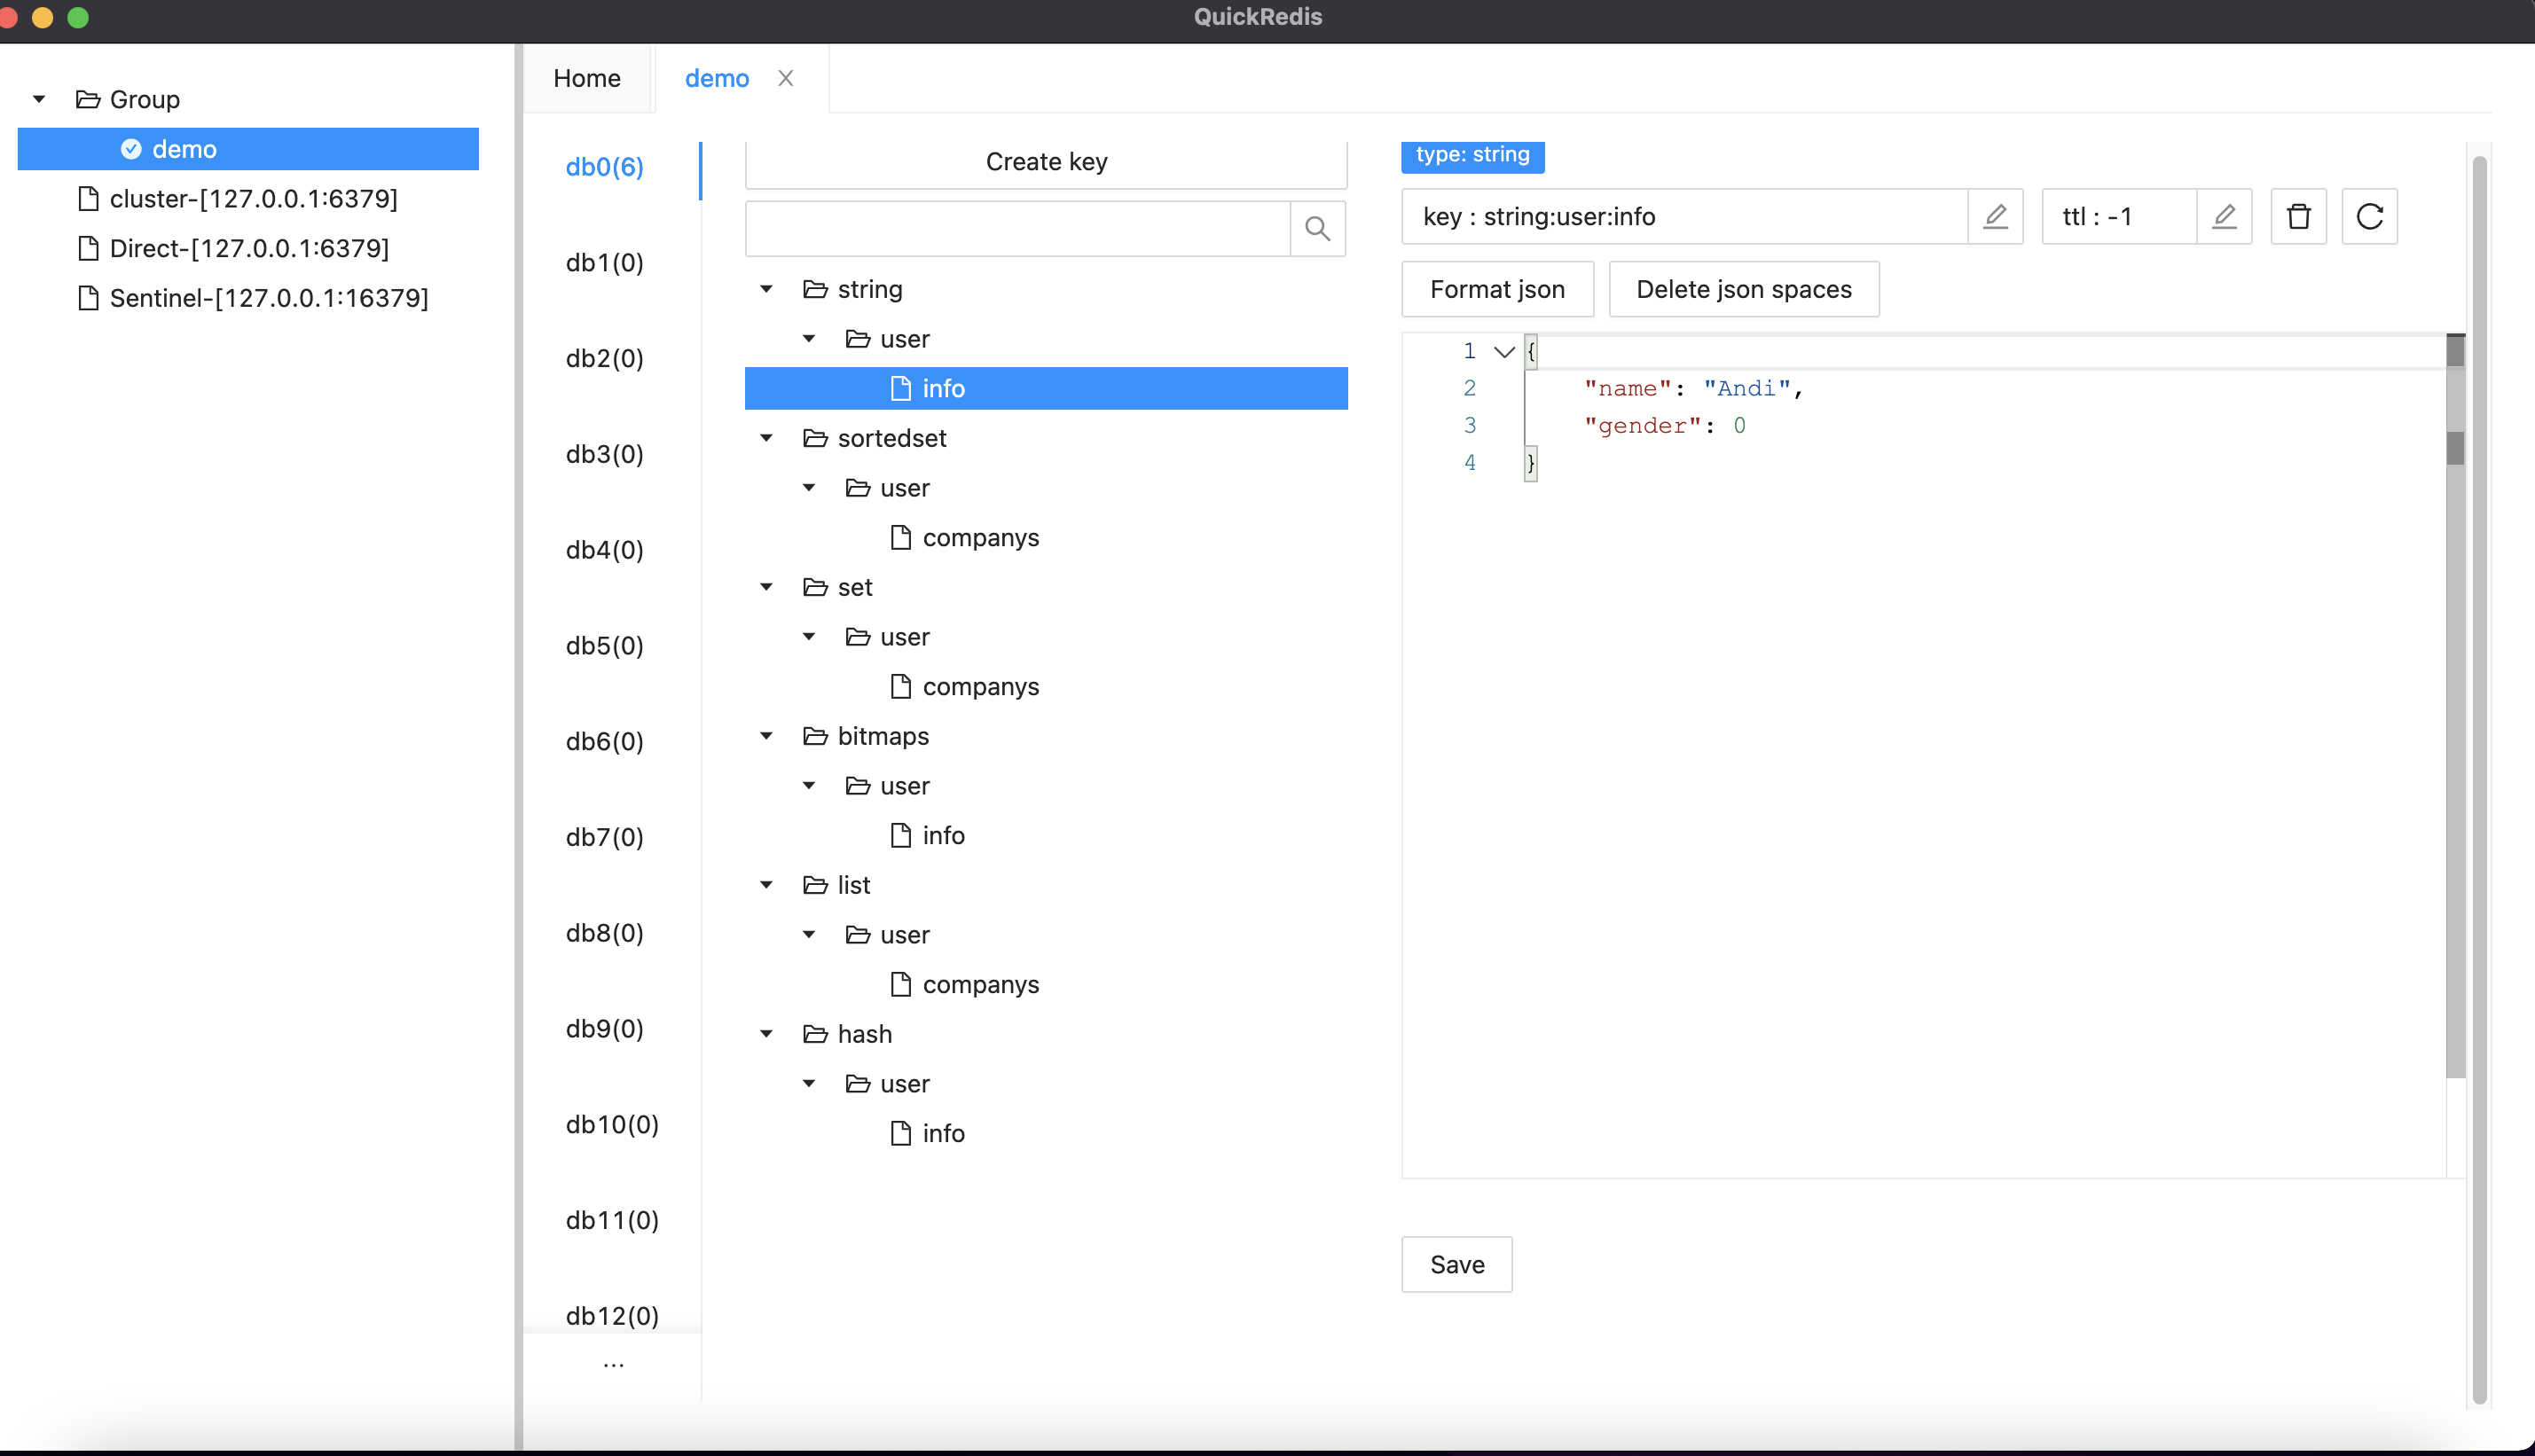 QuickRedis
Group
demo
cluster-[127.0.0.1:6379]
Direct-[127.0.0.1:6379]
Sentinel-[127.0.0.1:16379]
Home
demo
db0(6)
db1(0)
db2(0)
db3(0)
db4(0)
db5(0)
db6(0)
db7(0)
db8(0)
db9(0)
db10(0)
db11(0)
db12(0)
...
Create key
string
user
info
sortedset
user
companys
set
user
companys
bitmaps
user
info
list
user
companys
hash
user
info
type: string
key : string:user:info
ttl : -1
Format json
Delete json spaces
1 {
2 "name": "Andi",
3 "gender": 0
4 }
Save